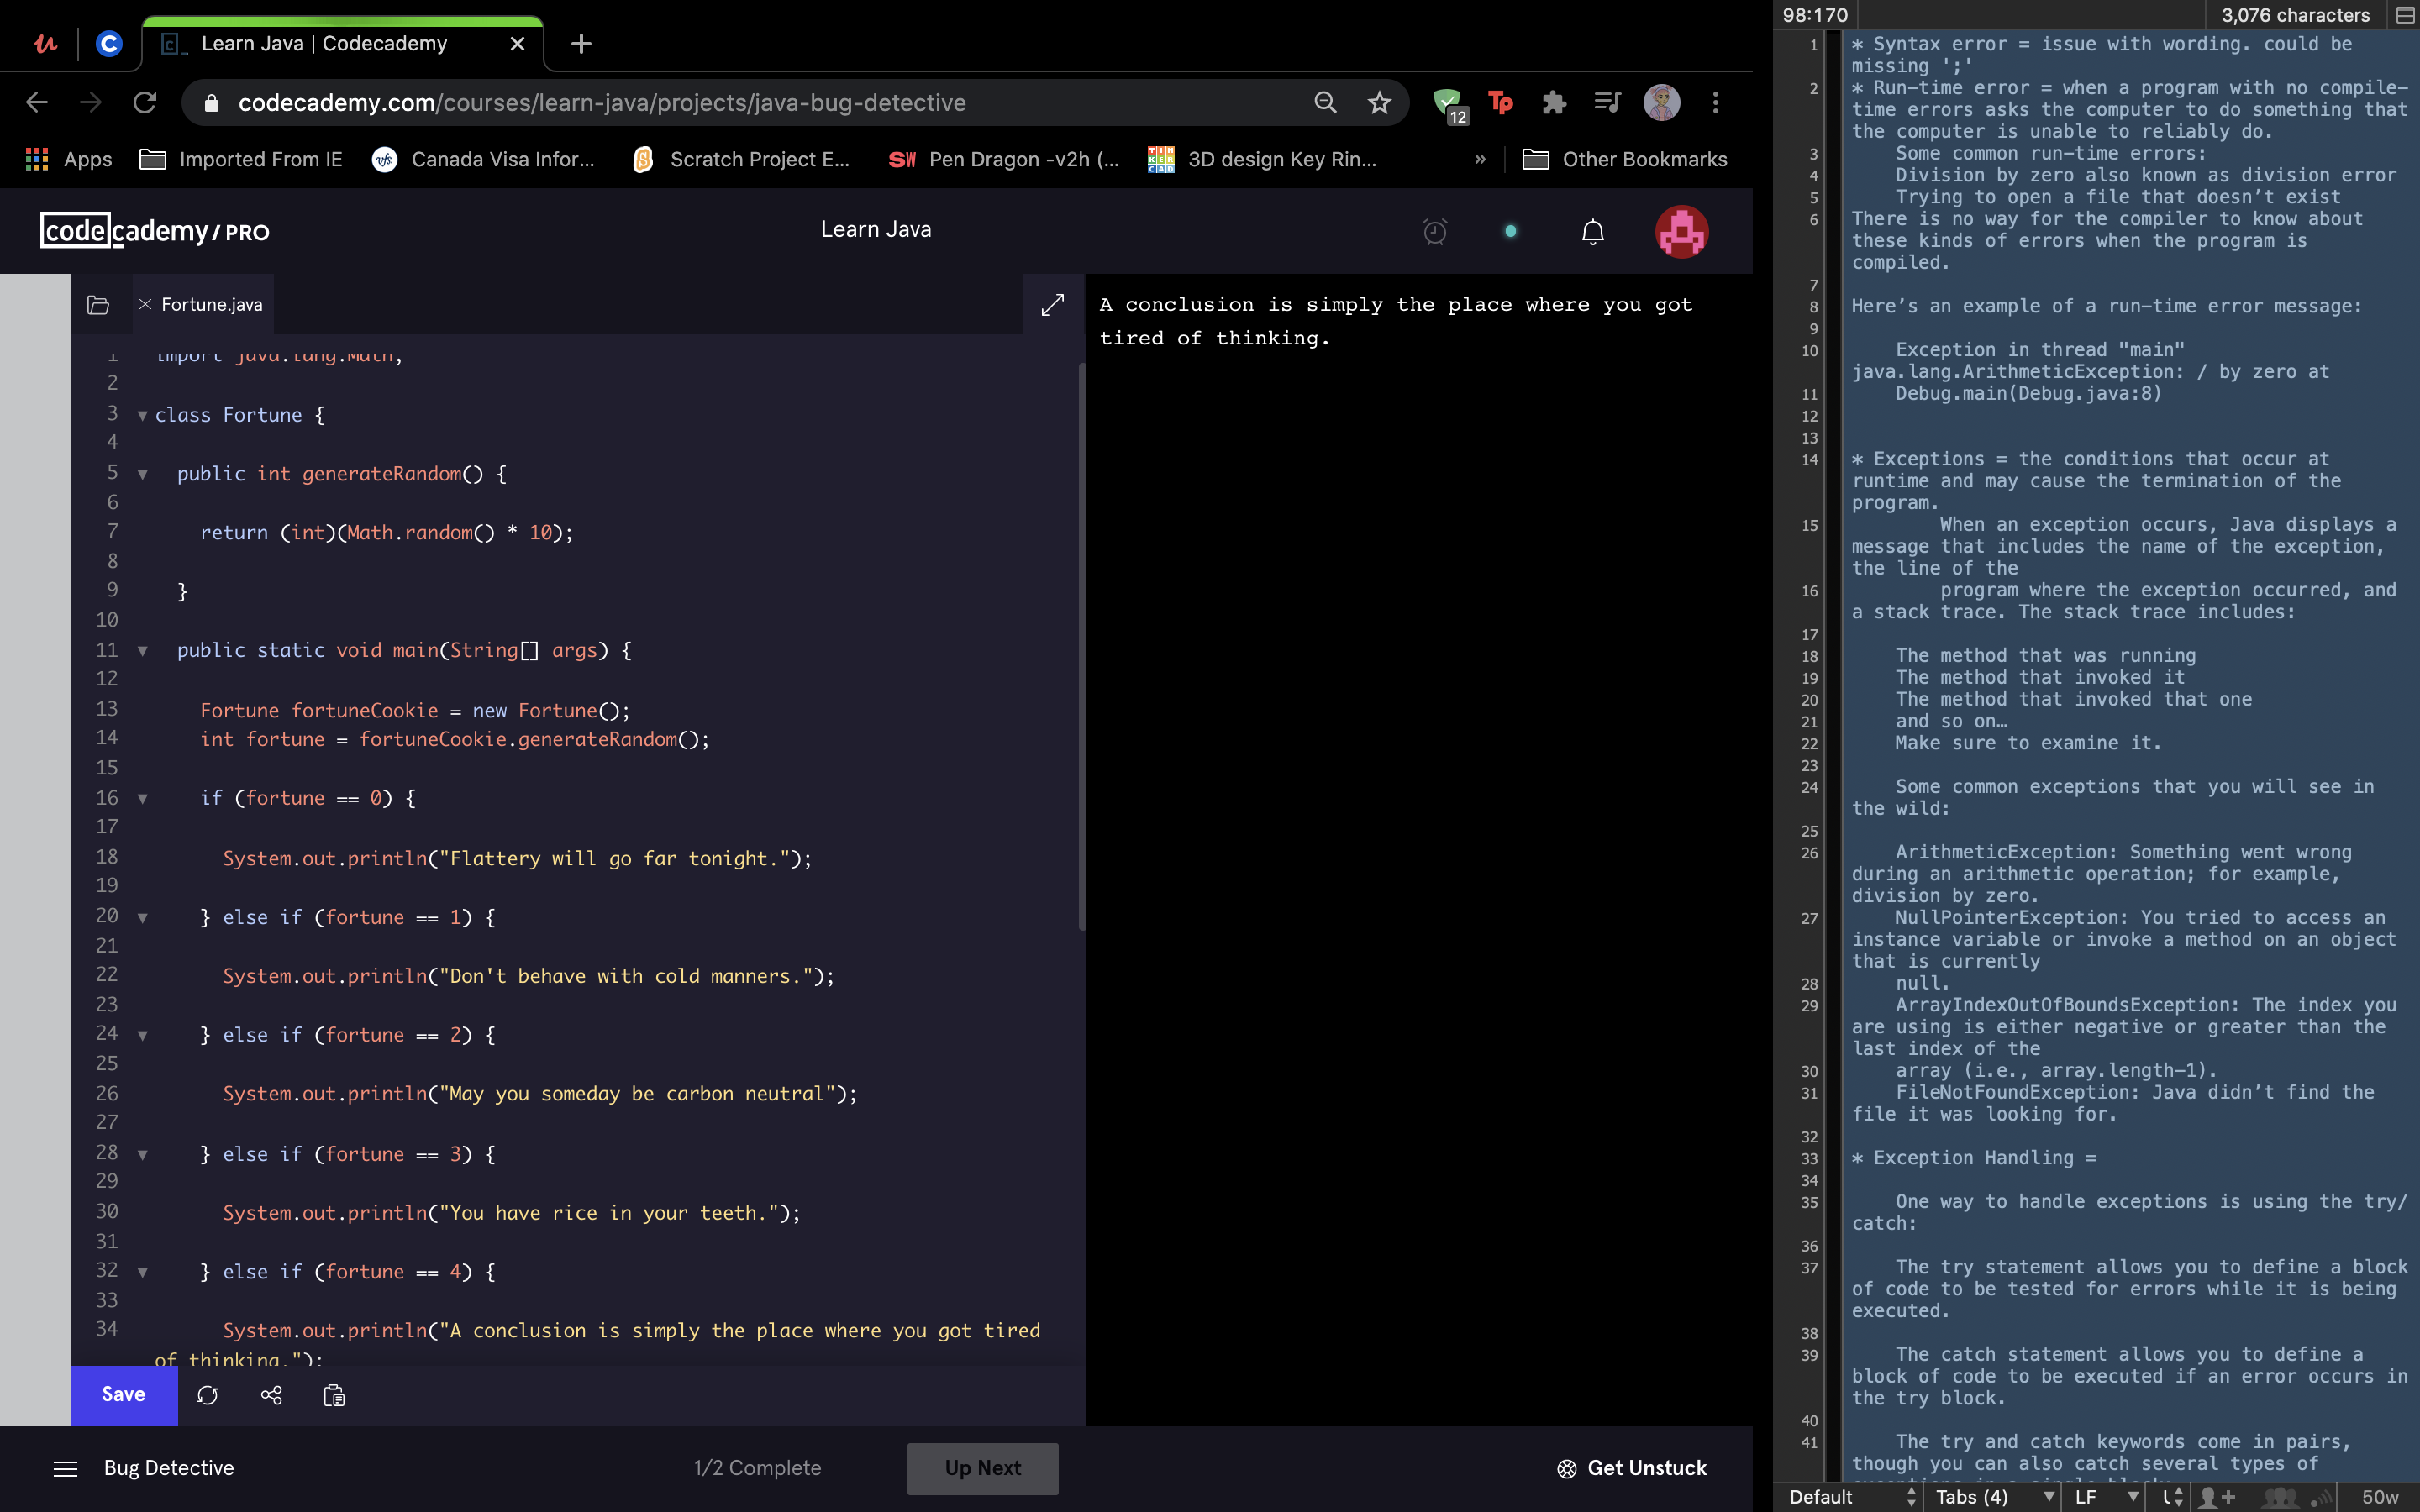 Learn Java | Codecademy
codecademy.com/courses/learn-java/projects/java-bug-detective
12
Tp
Apps
Imported From IE
vfs.
Canada Visa Infor...
Scratch Project E...
SW
Pen Dragon -v2h (...
3D design Key Rin...
»
Other Bookmarks
codecademy/PRO
Learn Java
Fortune.java
1 import java.lang.Math;
2
3 class Fortune {
4
5 public int generateRandom() {
6
7 return (int)(Math.random() * 10);
8
9 }
10
11 public static void main(String[] args) {
12
13 Fortune fortuneCookie = new Fortune();
14 int fortune = fortuneCookie.generateRandom();
15
16 if (fortune == 0) {
17
18 System.out.println("Flattery will go far tonight.");
19
20 } else if (fortune == 1) {
21
22 System.out.println("Don't behave with cold manners.");
23
24 } else if (fortune == 2) {
25
26 System.out.println("May you someday be carbon neutral");
27
28 } else if (fortune == 3) {
29
30 System.out.println("You have rice in your teeth.");
31
32 } else if (fortune == 4) {
33
34 System.out.println("A conclusion is simply the place where you got tired
of thinking.");
A conclusion is simply the place where you got
tired of thinking.
Save
Bug Detective
1/2 Complete
Up Next
Get Unstuck
98:170
3,076 characters
1 * Syntax error = issue with wording. could be
missing ';'
2 * Run-time error = when a program with no compile-
time errors asks the computer to do something that
the computer is unable to reliably do.
3 Some common run-time errors:
4 Division by zero also known as division error
5 Trying to open a file that doesn’t exist
6 There is no way for the compiler to know about
these kinds of errors when the program is
compiled.
7
8 Here’s an example of a run-time error message:
9
10 Exception in thread "main"
java.lang.ArithmeticException: / by zero at
11 Debug.main(Debug.java:8)
12
13
14 * Exceptions = the conditions that occur at
runtime and may cause the termination of the
program.
15 When an exception occurs, Java displays a
message that includes the name of the exception,
the line of the
16 program where the exception occurred, and
a stack trace. The stack trace includes:
17
18 The method that was running
19 The method that invoked it
20 The method that invoked that one
21 and so on…
22 Make sure to examine it.
23
24 Some common exceptions that you will see in
the wild:
25
26 ArithmeticException: Something went wrong
during an arithmetic operation; for example,
division by zero.
27 NullPointerException: You tried to access an
instance variable or invoke a method on an object
that is currently
28 null.
29 ArrayIndexOutOfBoundsException: The index you
are using is either negative or greater than the
last index of the
30 array (i.e., array.length-1).
31 FileNotFoundException: Java didn’t find the
file it was looking for.
32
33 * Exception Handling =
34
35 One way to handle exceptions is using the try/
catch:
36
37 The try statement allows you to define a block
of code to be tested for errors while it is being
executed.
38
39 The catch statement allows you to define a
block of code to be executed if an error occurs in
the try block.
40
41 The try and catch keywords come in pairs,
though you can also catch several types of
Default
Tabs (4)
LF
50w